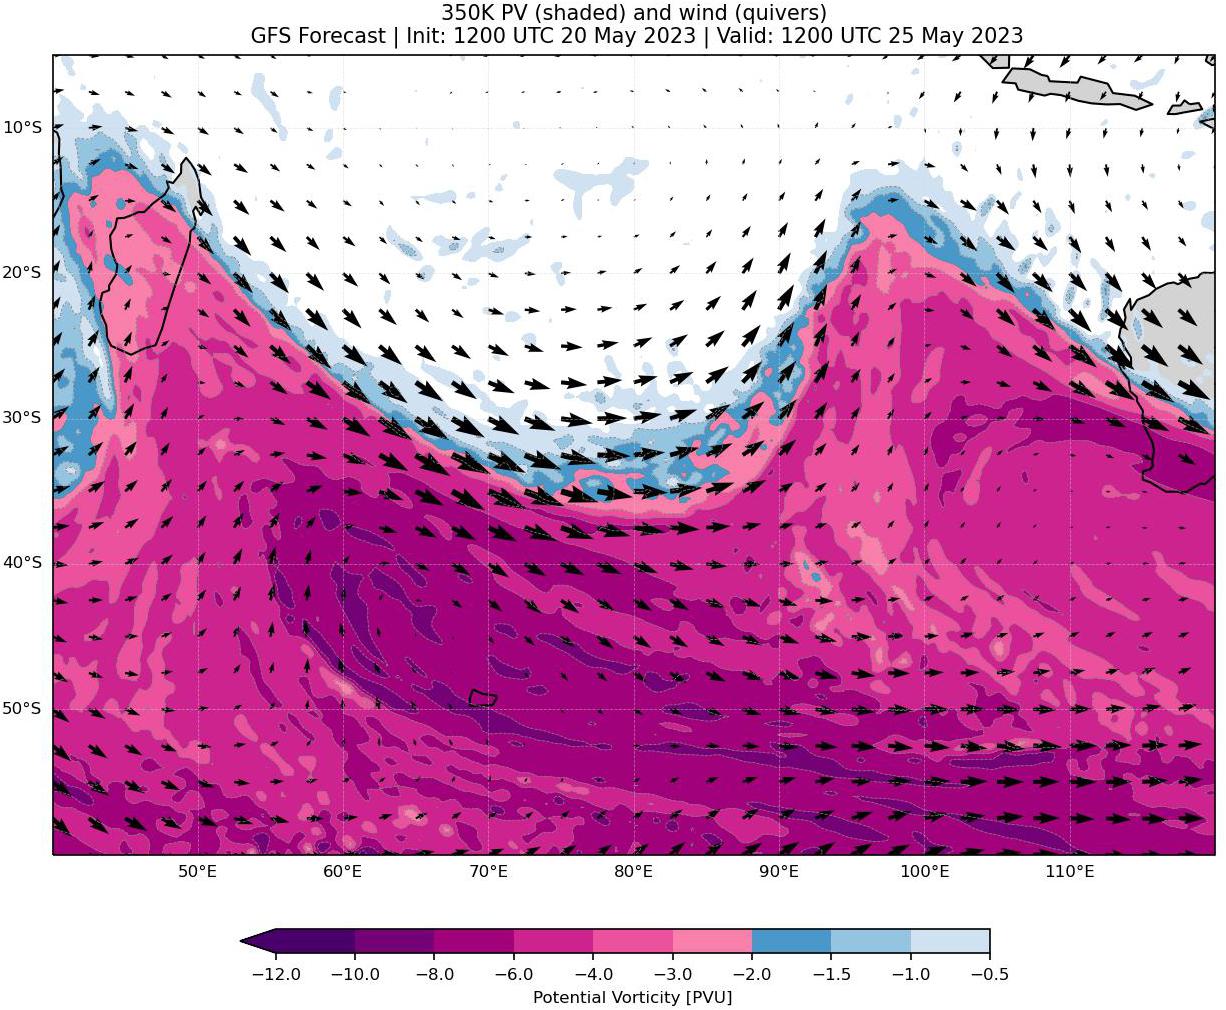 350K PV (shaded) and wind (quivers)
GFS Forecast | Init: 1200 UTC 20 May 2023 | Valid: 1200 UTC 25 May 2023
10°S
20°S
30°S
40°S
50°S
50°E 60°E 70°E 80°E 90°E 100°E 110°E
−12.0 −10.0 −8.0 −6.0 −4.0 −3.0 −2.0 −1.5 −1.0 −0.5
Potential Vorticity [PVU]